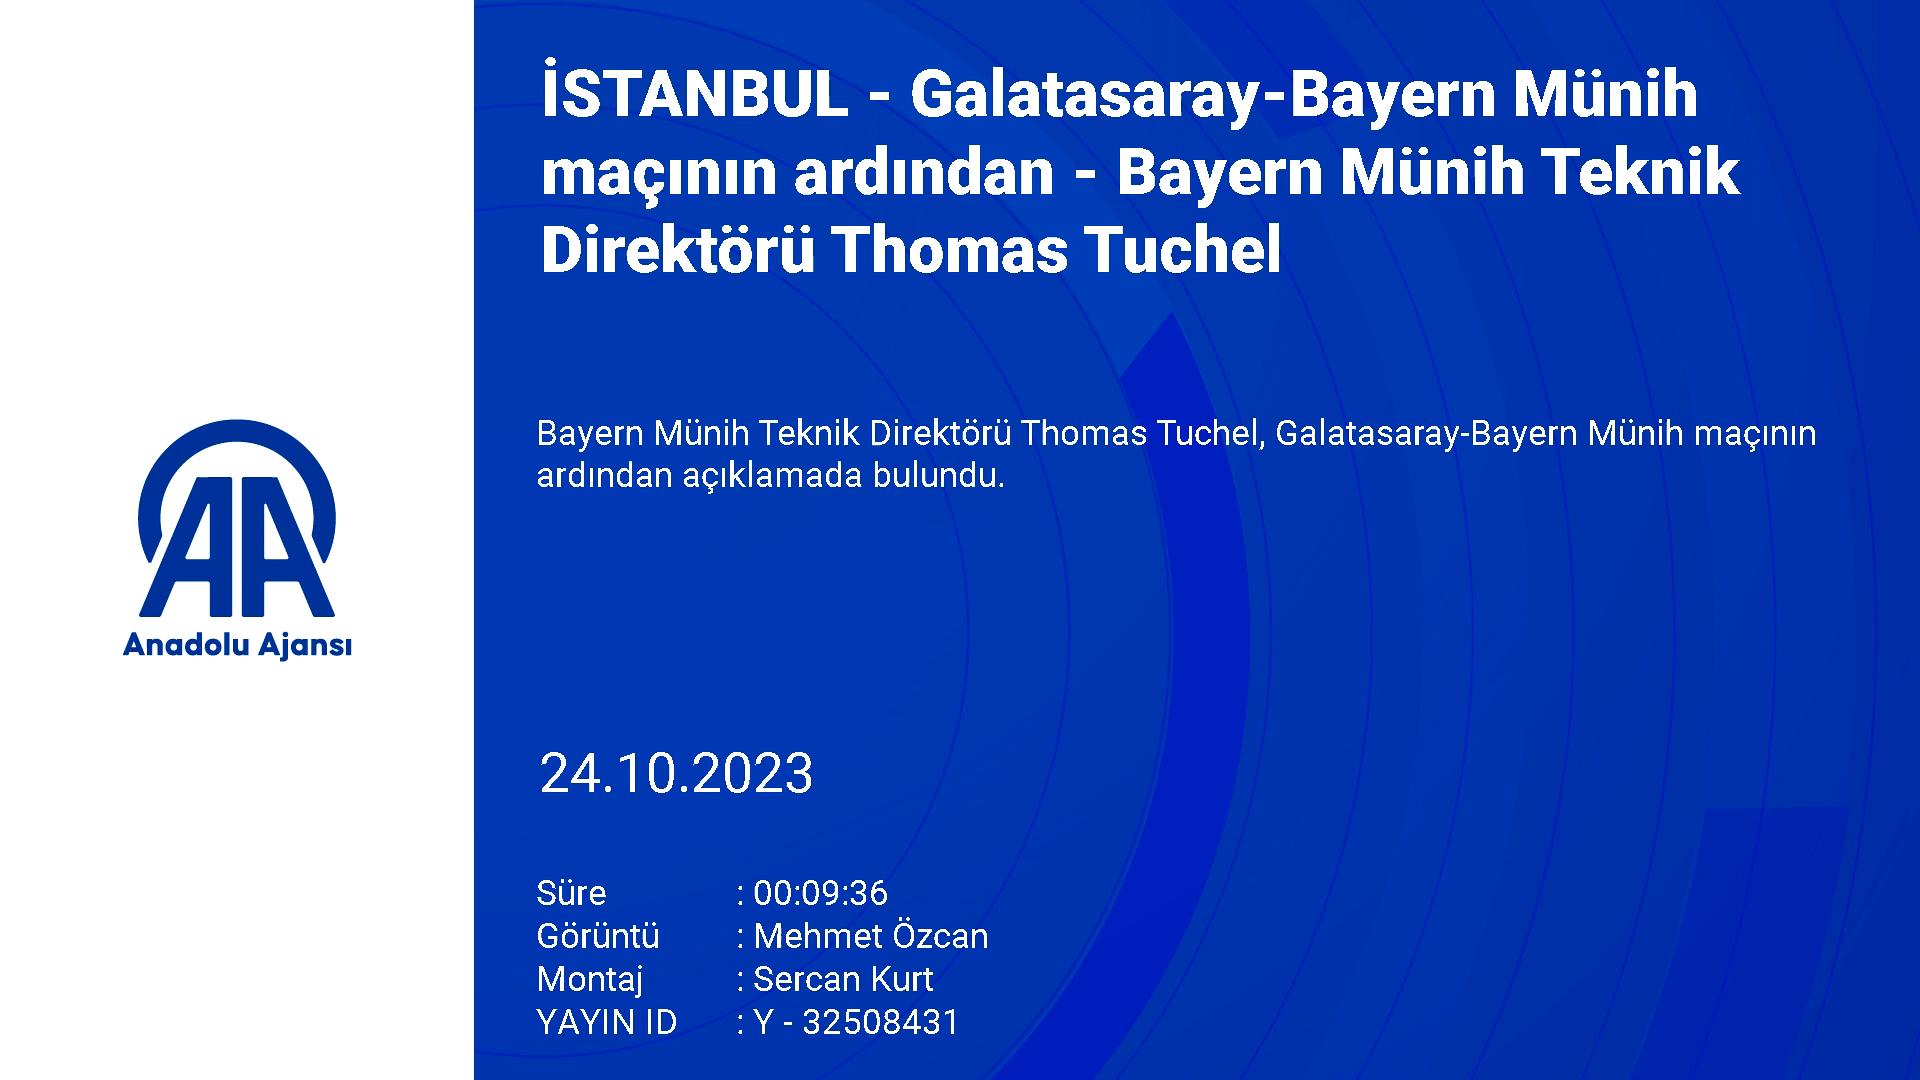 İSTANBUL - Galatasaray-Bayern Münih
maçının ardından - Bayern Münih Teknik
Direktörü Thomas Tuchel
Bayern Münih Teknik Direktörü Thomas Tuchel, Galatasaray-Bayern Münih maçının
ardından açıklamada bulundu.
AA
Anadolu Ajansı
24.10.2023
Süre : 00:09:36
Görüntü : Mehmet Özcan
Montaj : Sercan Kurt
YAYIN ID : Y - 32508431